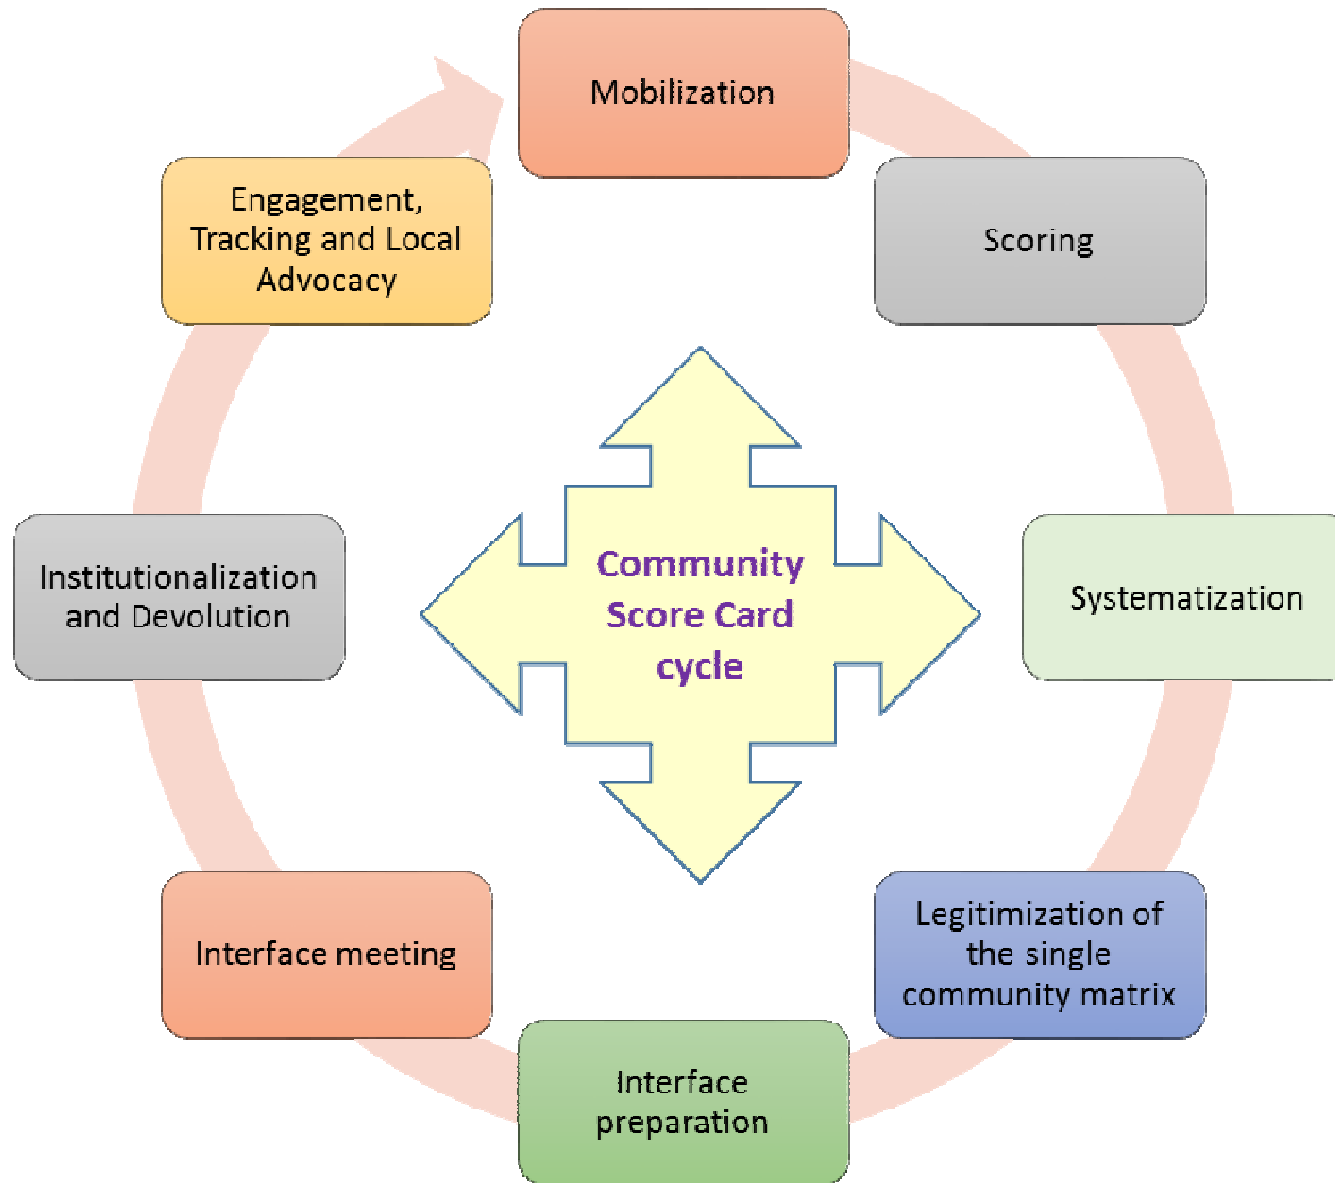 Mobilization
Scoring
Systematization
Legitimization of
the single
community matrix
Interface
preparation
Interface meeting
Institutionalization
and Devolution
Engagement,
Tracking and Local
Advocacy
Community
Score Card
cycle